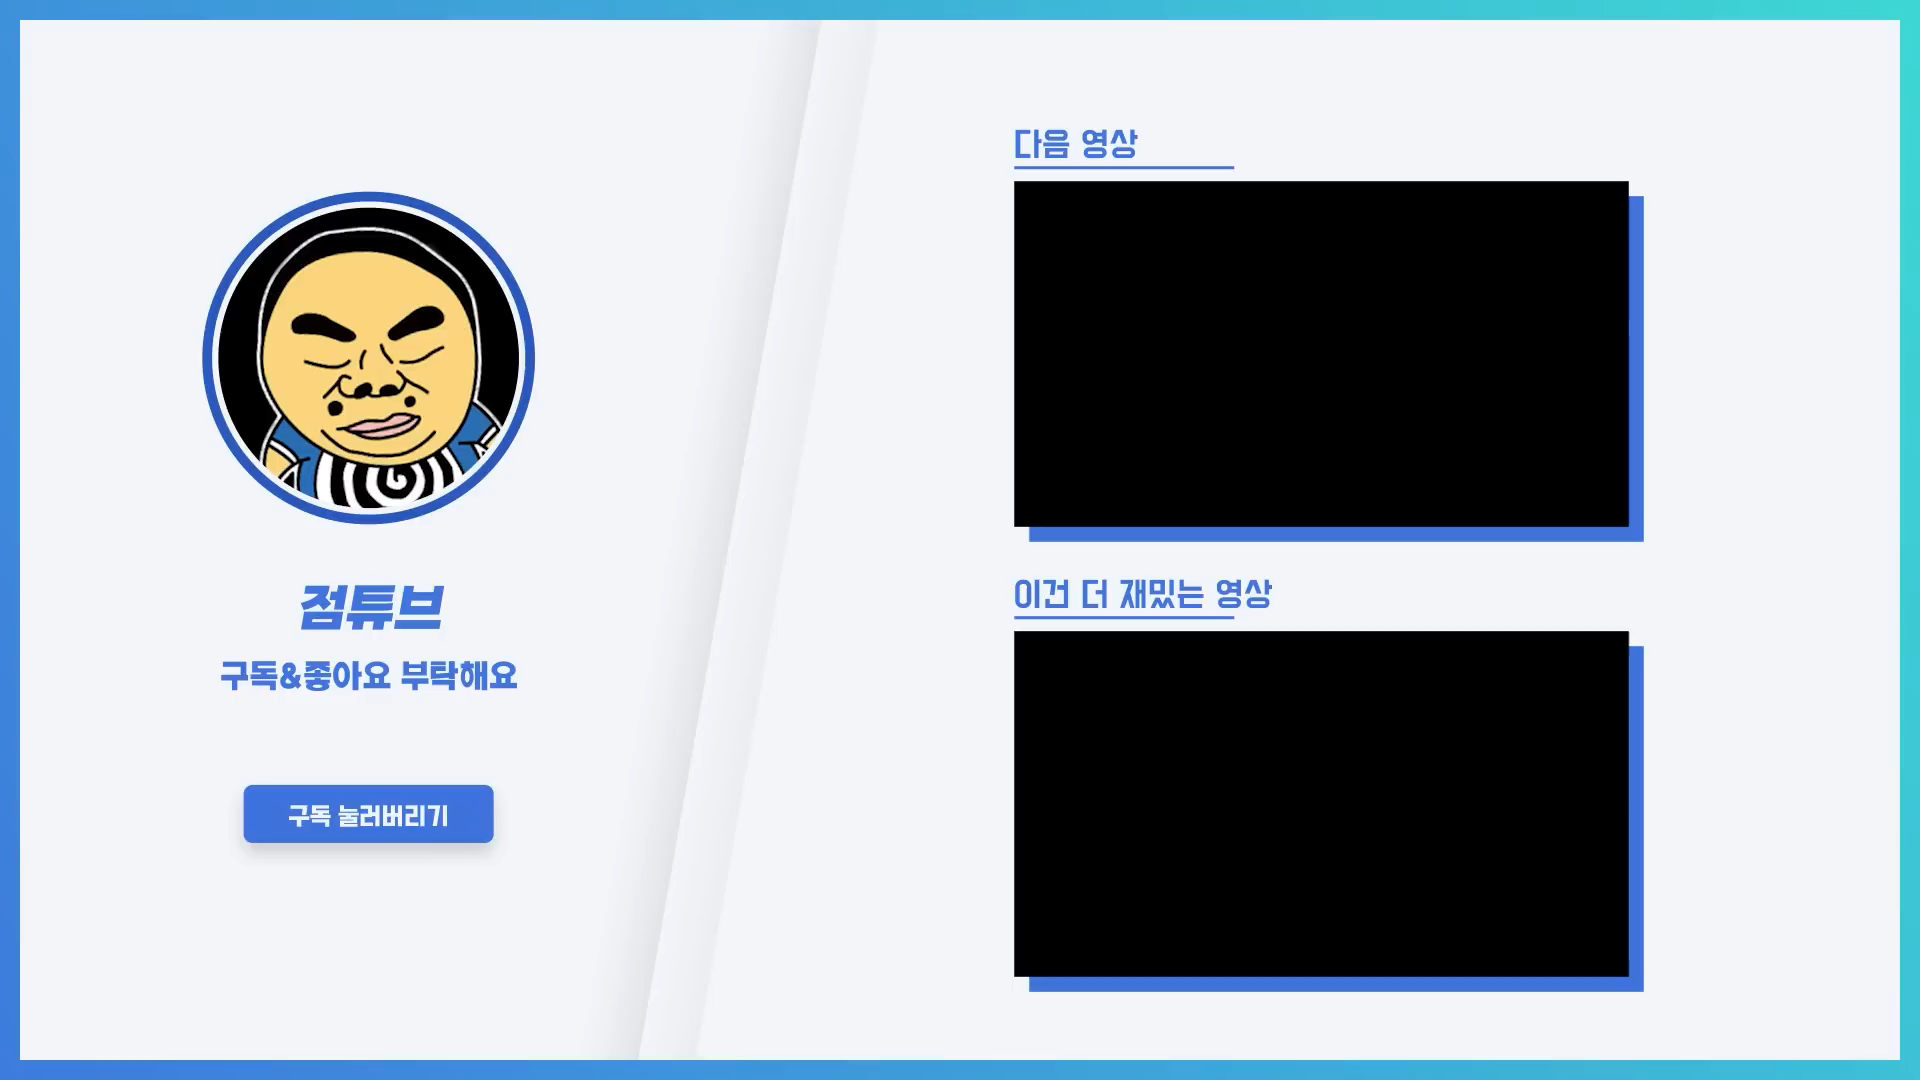 점튜브
구독&좋아요 부탁해요
구독 눌러버리기
다음 영상
이건 더 재밌는 영상